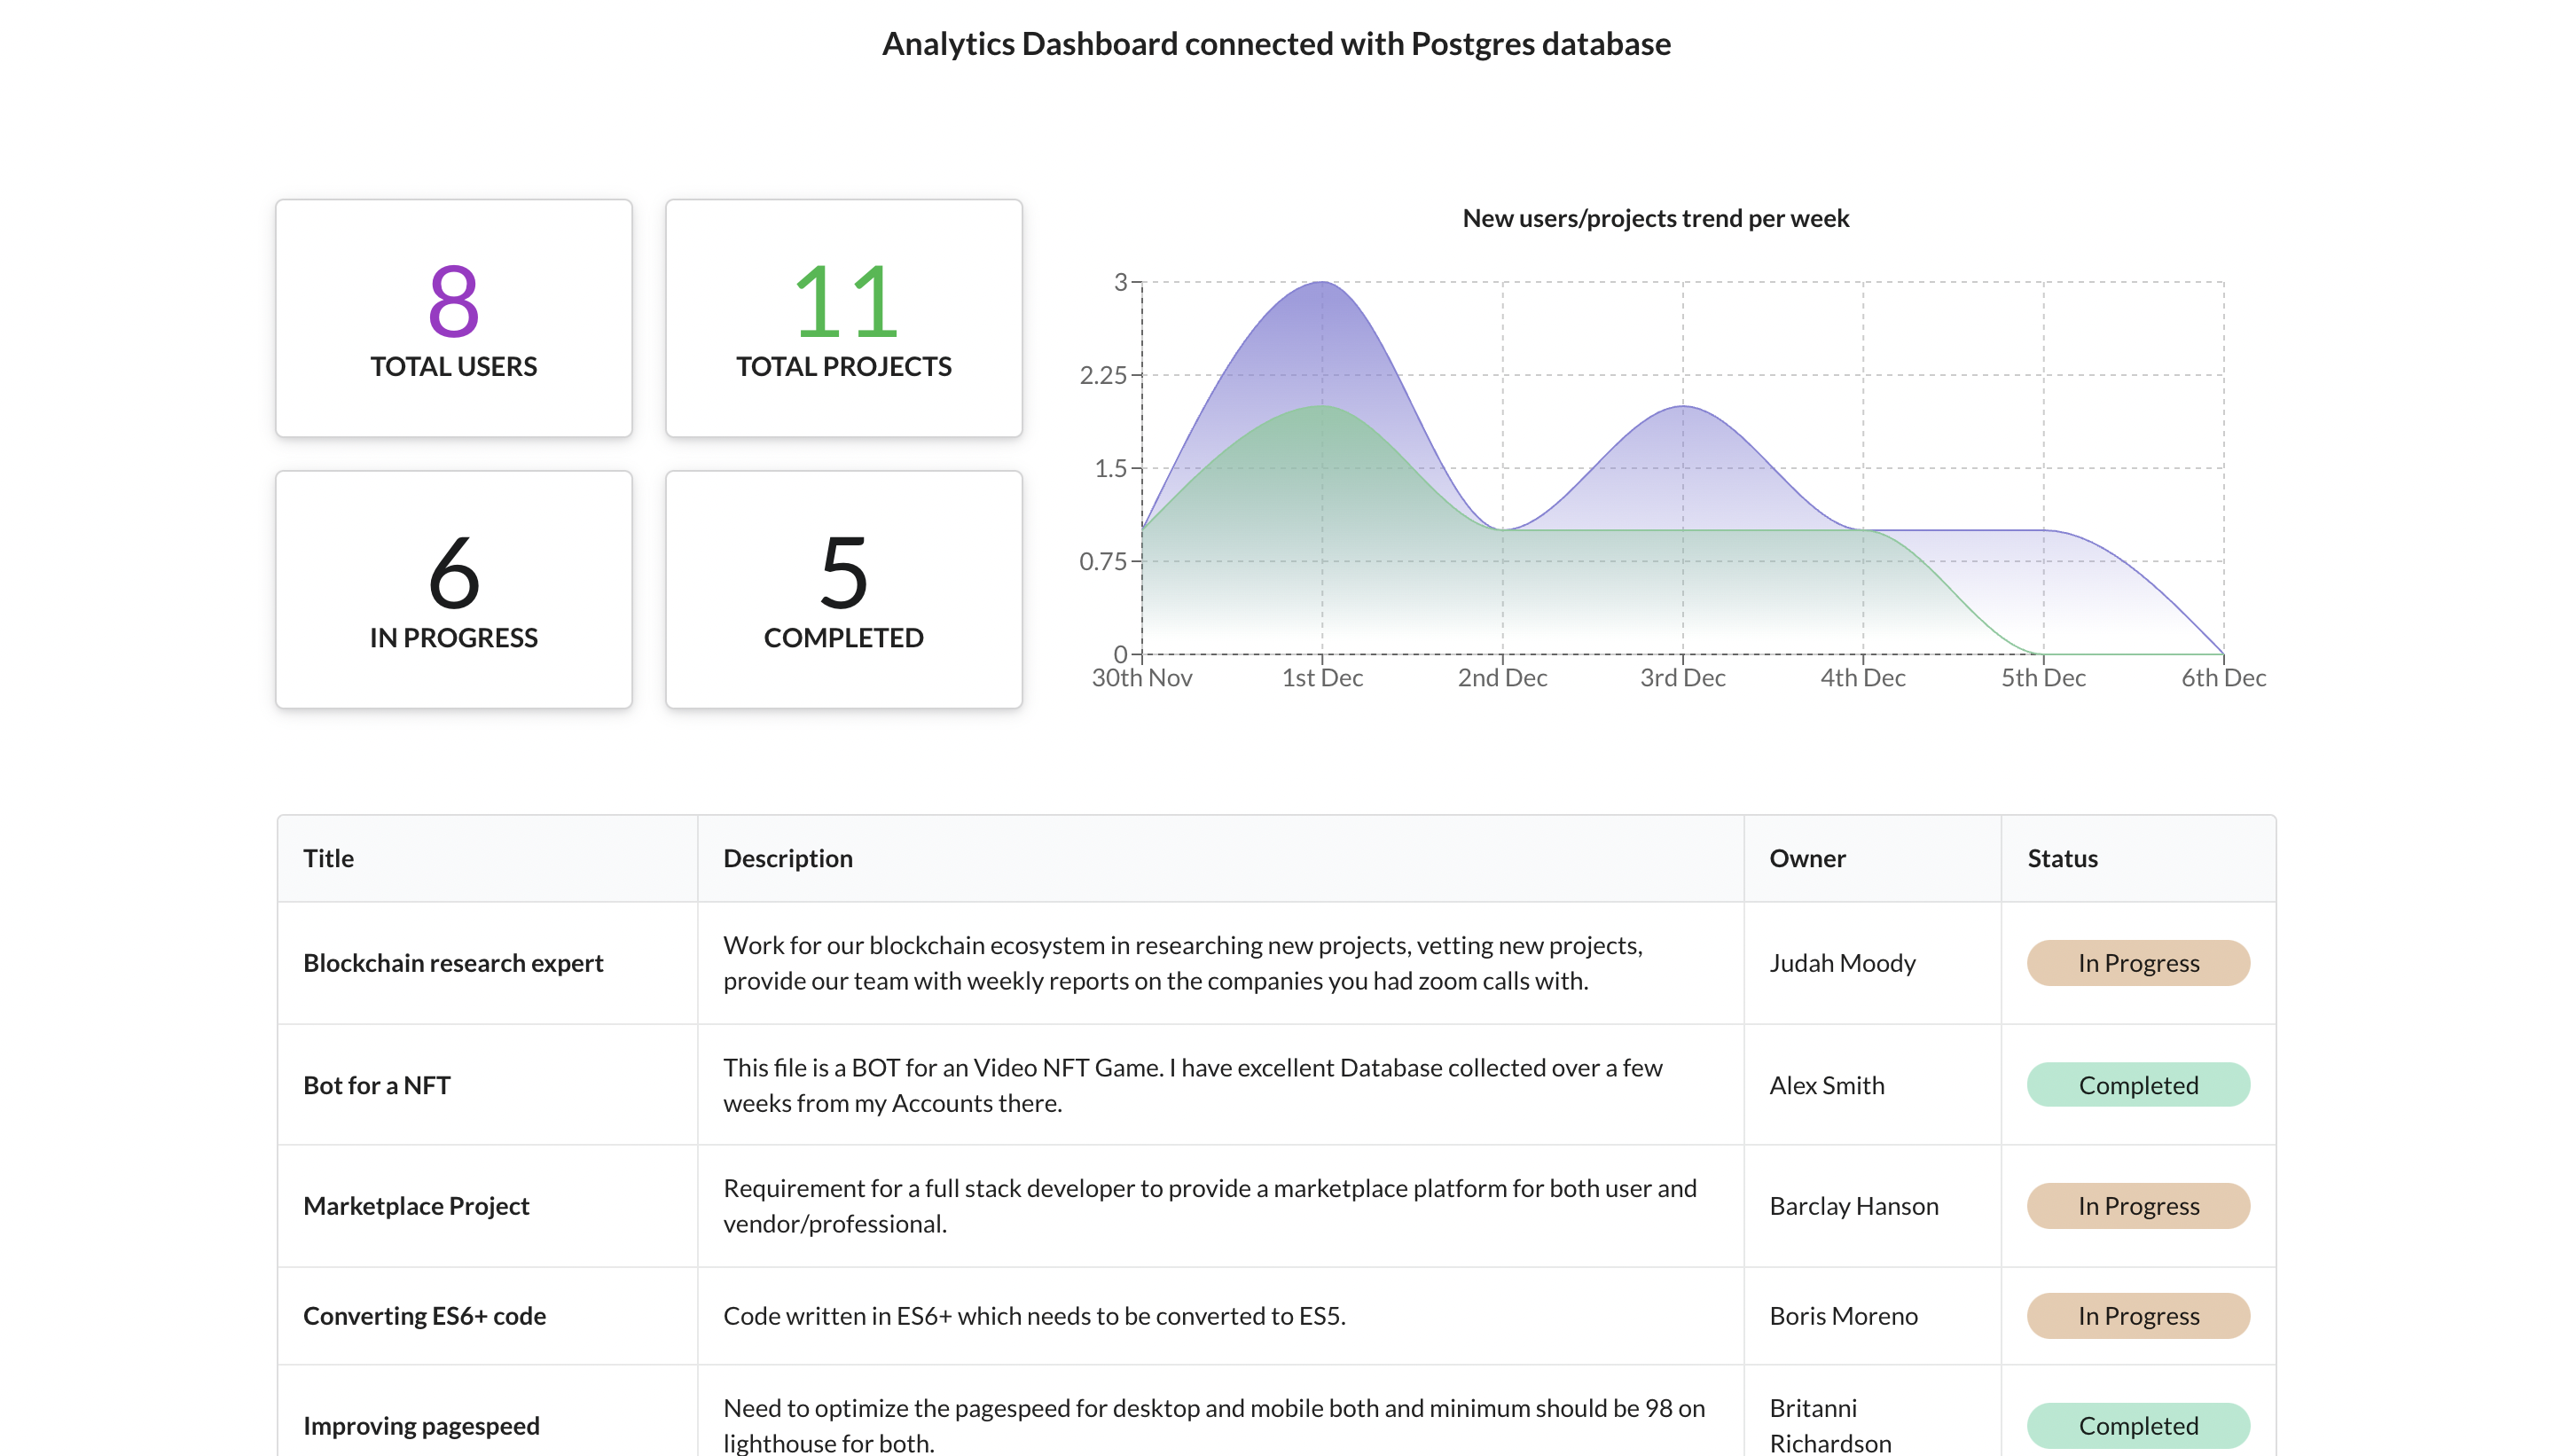 Analytics Dashboard connected with Postgres database
8
TOTAL USERS
11
TOTAL PROJECTS
6
IN PROGRESS
5
COMPLETED
New users/projects trend per week
3
2.25
1.5
0.75
0
30th Nov
1st Dec
2nd Dec
3rd Dec
4th Dec
5th Dec
6th Dec
Title
Description
Owner
Status
Blockchain research expert
Work for our blockchain ecosystem in researching new projects, vetting new projects,
provide our team with weekly reports on the companies you had zoom calls with.
Judah Moody
In Progress
Bot for a NFT
This file is a BOT for an Video NFT Game. I have excellent Database collected over a few
weeks from my Accounts there.
Alex Smith
Completed
Marketplace Project
Requirement for a full stack developer to provide a marketplace platform for both user and
vendor/professional.
Barclay Hanson
In Progress
Converting ES6+ code
Code written in ES6+ which needs to be converted to ES5.
Boris Moreno
In Progress
Improving pagespeed
Need to optimize the pagespeed for desktop and mobile both and minimum should be 98 on
lighthouse for both.
Britanni
Richardson
Completed